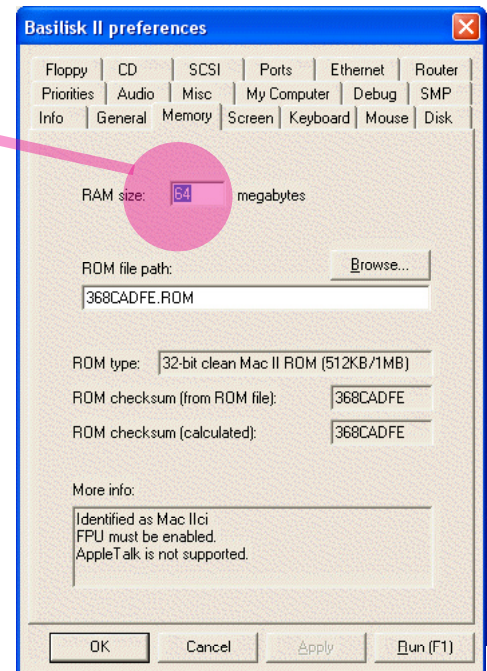 Basilisk II preferences
Floppy CD SCSI Ports Ethernet Router
Priorities Audio Misc My Computer Debug SMP
Info General Memory Screen Keyboard Mouse Disk
RAM size: 64 megabytes
ROM file path: Browse...
368CADFE.ROM
ROM type: 32-bit clean Mac II ROM (512KB/1MB)
ROM checksum (from ROM file): 368CADFE
ROM checksum (calculated): 368CADFE
More info:
Identified as Mac IIci
FPU must be enabled.
AppleTalk is not supported.
OK Cancel Apply Run (F1)